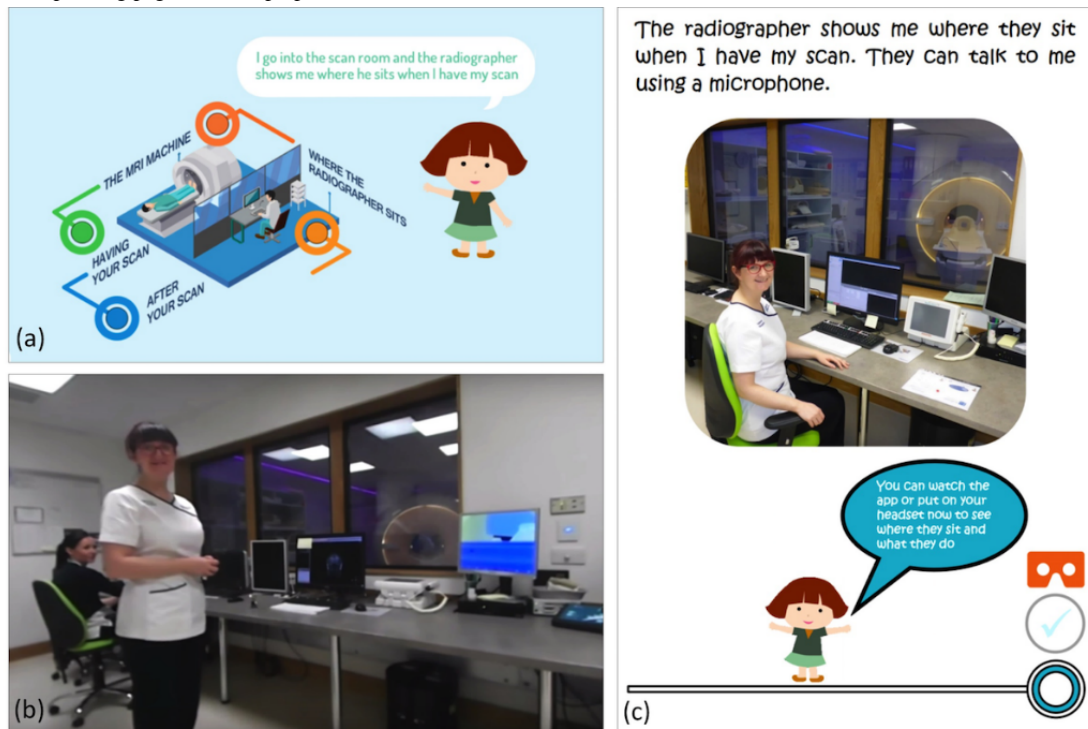 I go into the scan room and the radiographer
shows me where he sits when I have my scan
THE MRI MACHINE
WHERE THE
RADIOGRAPHER SITS
HAVING
YOUR SCAN
AFTER
YOUR SCAN
(a)
(b)
The radiographer shows me where they sit
when I have my scan. They can talk to me
using a microphone.
You can watch the
app or put on your
headset now to see
where they sit and
what they do
(c)